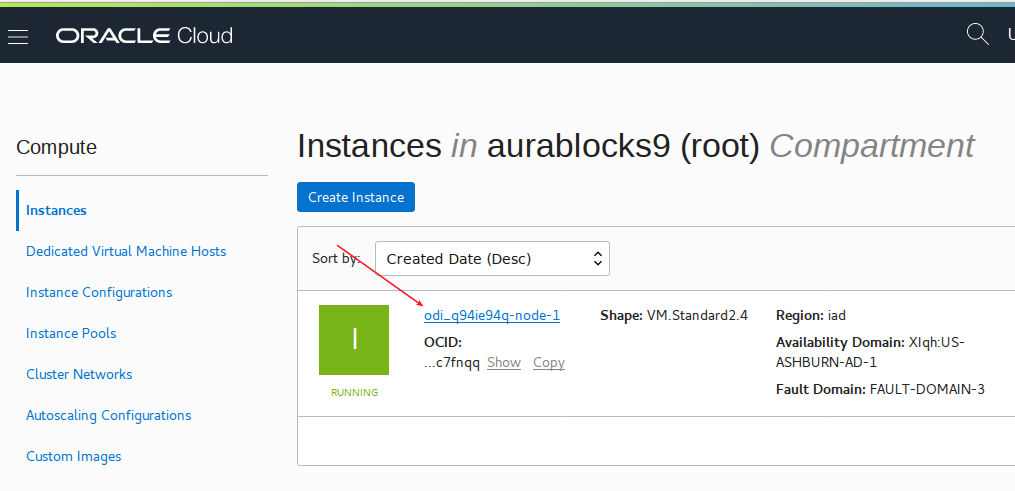 ORACLE Cloud
U
Compute
Instances
Dedicated Virtual Machine Hosts
Instance Configurations
Instance Pools
Cluster Networks
Autoscaling Configurations
Custom Images
Instances in aurablocks9 (root) Compartment
Create Instance
Sort by: Created Date (Desc)
I
RUNNING
odi_q94ie94q-node-1
OCID:
...c7fnqq Show Copy
Shape: VM.Standard2.4
Region: iad
Availability Domain: XIqh:US-
ASHBURN-AD-1
Fault Domain: FAULT-DOMAIN-3